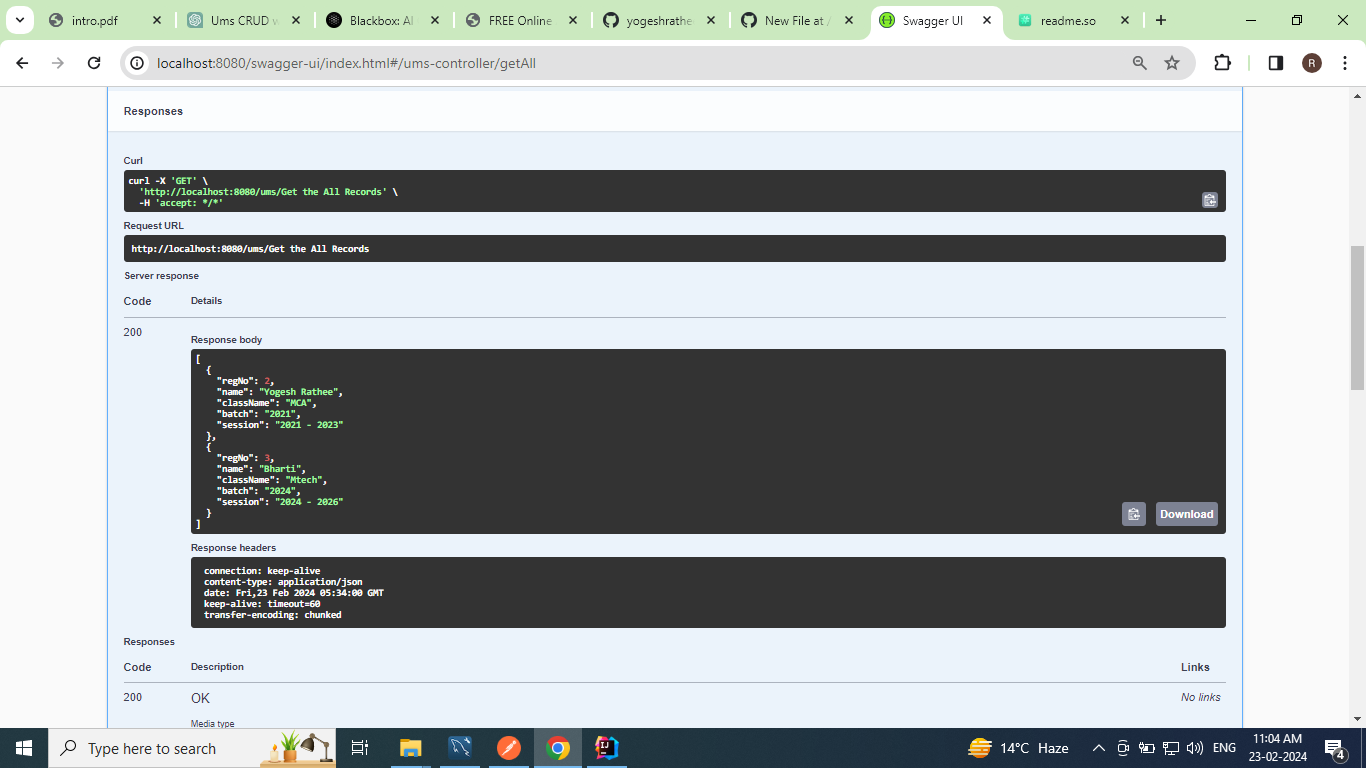 intro.pdf
Ums CRUD w
Blackbox: AI
FREE Online
yogeshrathe
New File at /
Swagger UI
readme.so
localhost:8080/swagger-ui/index.html#/ums-controller/getAll
R
Responses
Curl
curl -X 'GET' \
'http://localhost:8080/ums/Get the All Records' \
-H 'accept: */*'
Request URL
http://localhost:8080/ums/Get the All Records
Server response
Code Details
200
Response body
[
{
"regNo": 2,
"name": "Yogesh Rathee",
"className": "MCA",
"batch": "2021",
"session": "2021 - 2023"
},
{
"regNo": 3,
"name": "Bharti",
"className": "Mtech",
"batch": "2024",
"session": "2024 - 2026"
}
]
Download
Response headers
connection: keep-alive
content-type: application/json
date: Fri,23 Feb 2024 05:34:00 GMT
keep-alive: timeout=60
transfer-encoding: chunked
Responses
Code Description Links
200 OK No links
Media type
Type here to search
14°C Haze
ENG
11:04 AM
23-02-2024
4